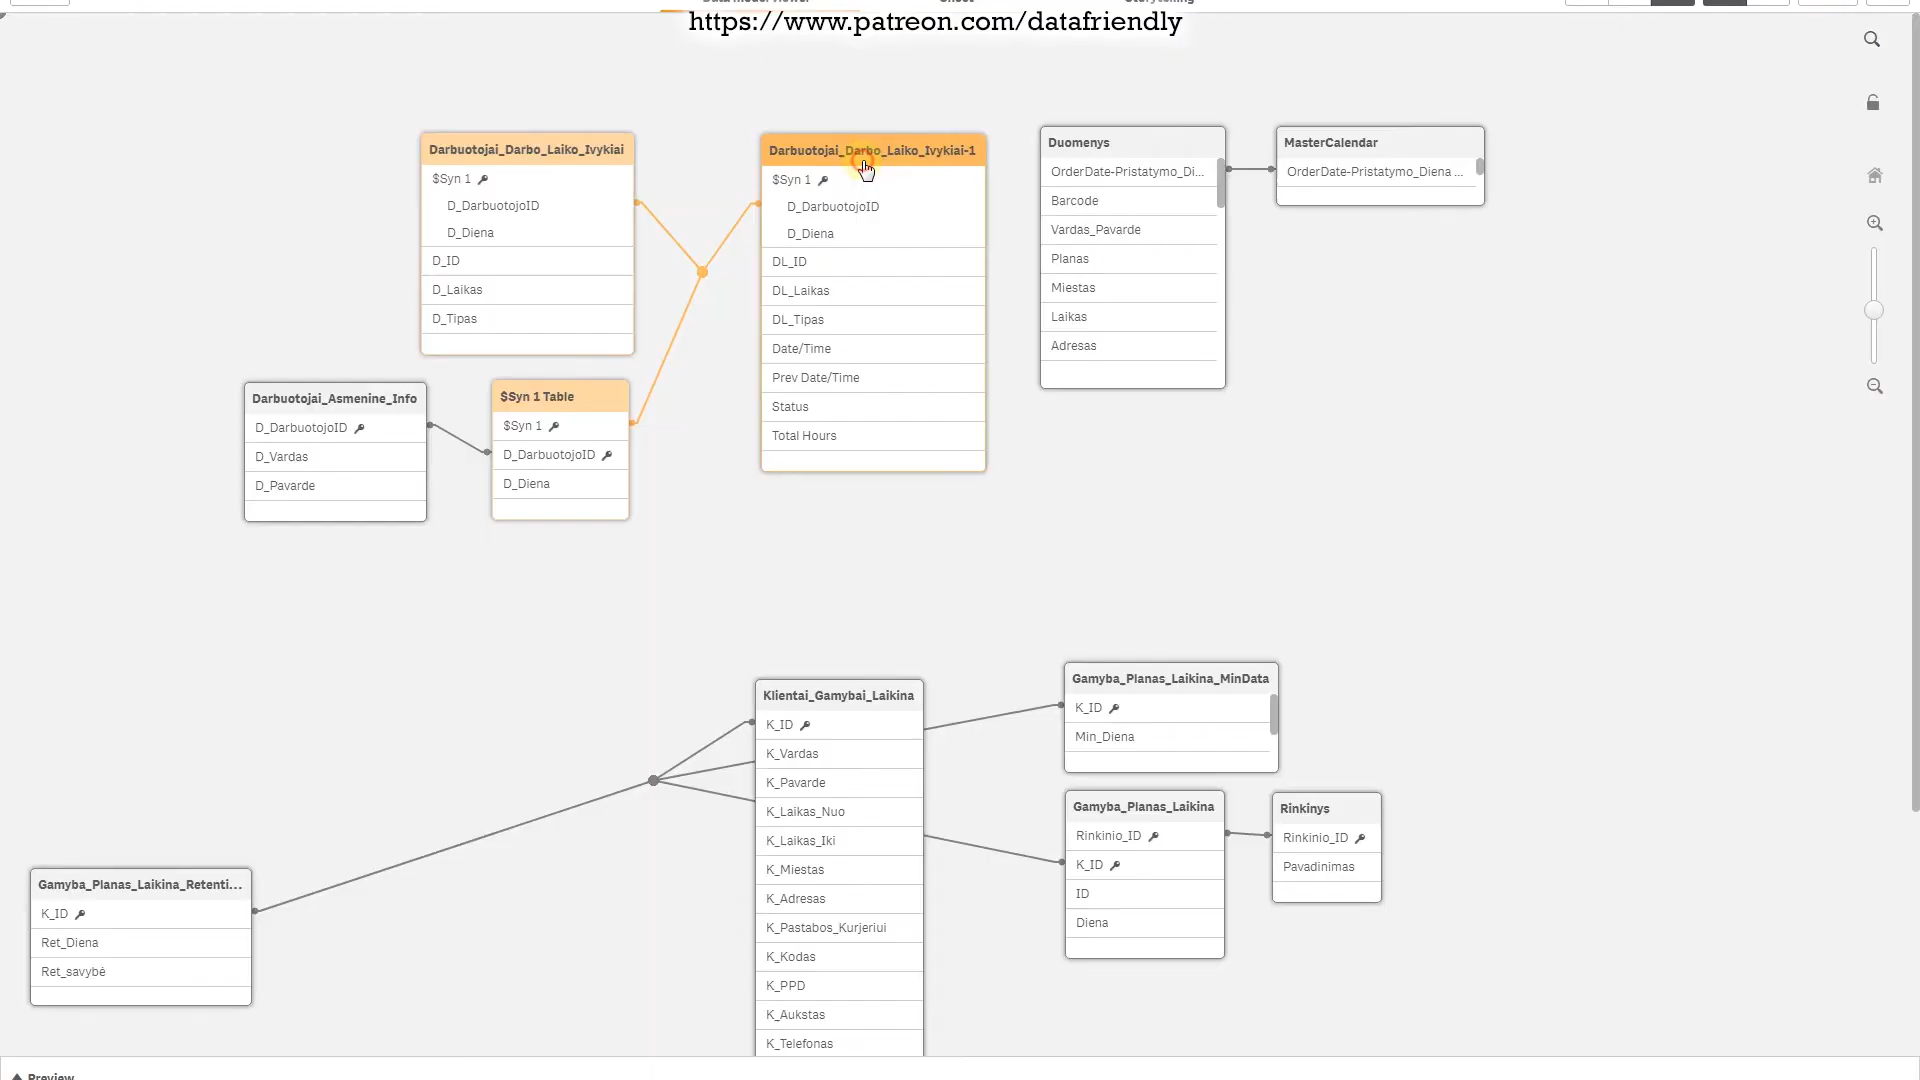 https://www.patreon.com/datafriendly
Darbuotojai_Darbo_Laiko_Ivykiai
$Syn 1
D_DarbuotojoID
D_Diena
D_ID
D_Laikas
D_Tipas
Darbuotojai_Darbo_Laiko_Ivykiai-1
$Syn 1
D_DarbuotojoID
D_Diena
DL_ID
DL_Laikas
DL_Tipas
Date/Time
Prev Date/Time
Status
Total Hours
Duomenys
OrderDate-Pristatymo_Di...
Barcode
Vardas_Pavarde
Planas
Miestas
Laikas
Adresas
MasterCalendar
OrderDate-Pristatymo_Diena ...
Darbuotojai_Asmenine_Info
D_DarbuotojoID
D_Vardas
D_Pavarde
$Syn 1 Table
$Syn 1
D_DarbuotojoID
D_Diena
Klientai_Gamybai_Laikina
K_ID
K_Vardas
K_Pavarde
K_Laikas_Nuo
K_Laikas_Iki
K_Miestas
K_Adresas
K_Pastabos_Kurjeriui
K_Kodas
K_PPD
K_Aukstas
K_Telefonas
Gamyba_Planas_Laikina_MinData
K_ID
Min_Diena
Gamyba_Planas_Laikina
Rinkinio_ID
K_ID
ID
Diena
Rinkinys
Rinkinio_ID
Pavadinimas
Gamyba_Planas_Laikina_Retenti...
K_ID
Ret_Diena
Ret_savybė
Preview